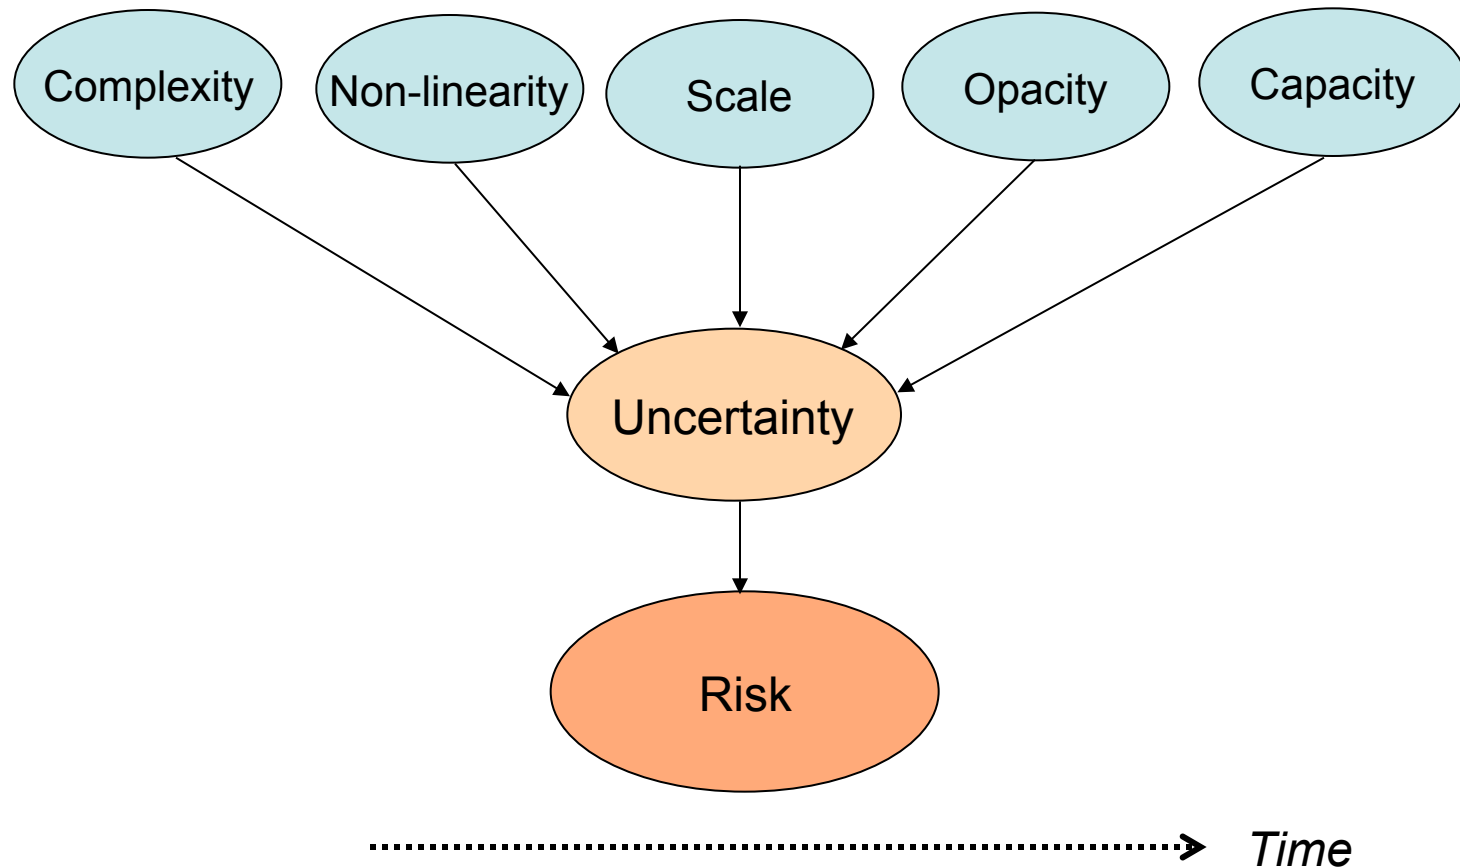 Complexity
Non-linearity
Scale
Opacity
Capacity
Uncertainty
Risk
Time